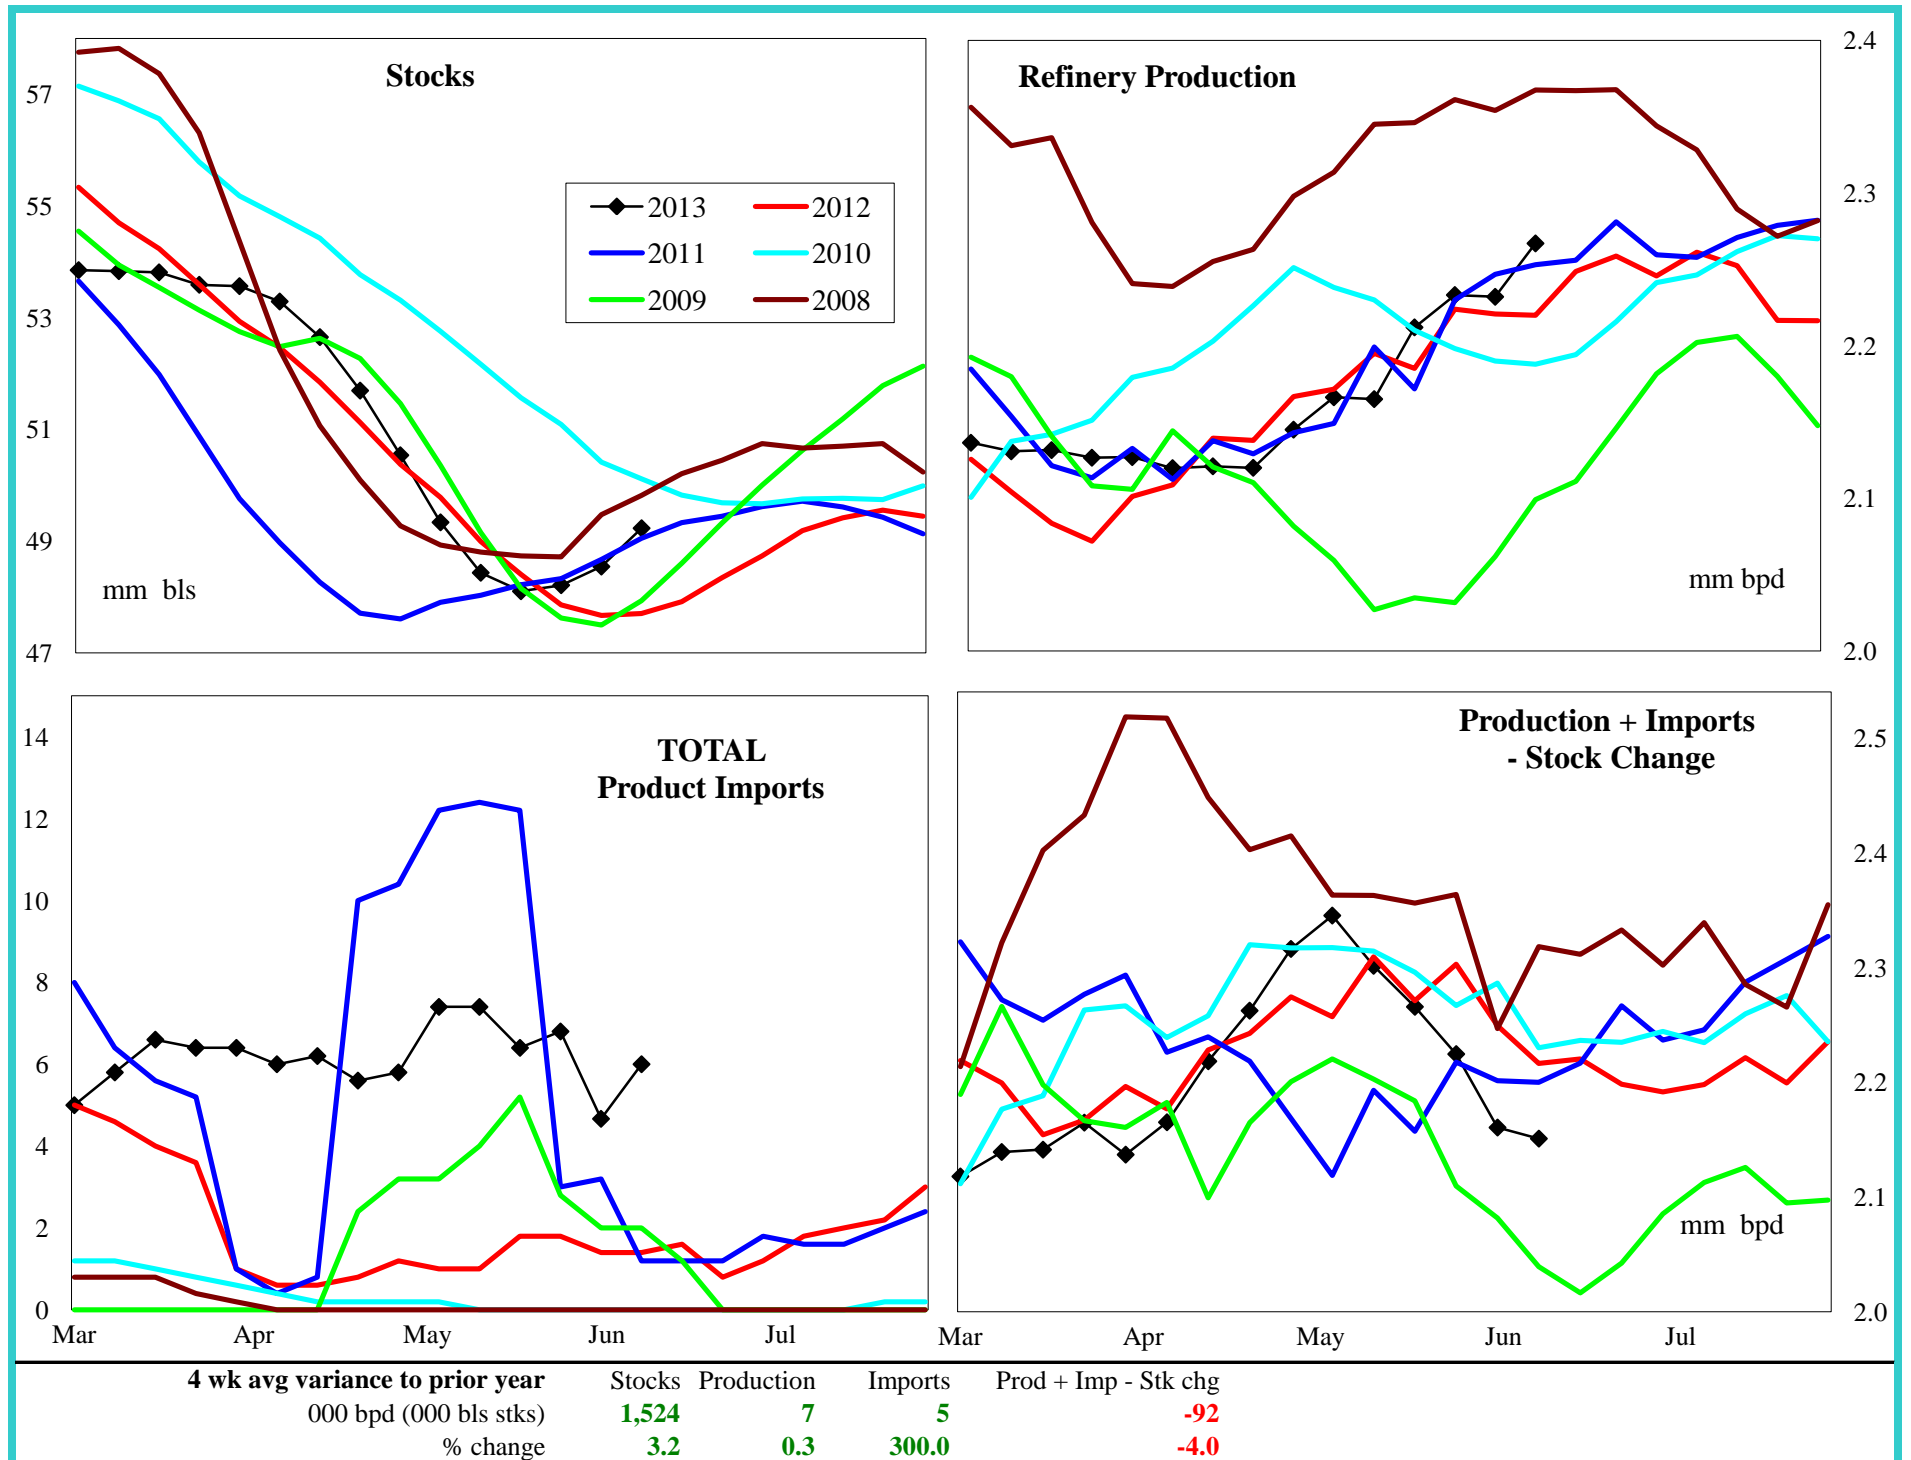 Stocks
57
55
53
51
49
47
2013 2012
2011 2010
2009 2008
mm bls
Refinery Production
2.4
2.3
2.2
2.1
2.0
mm bpd
TOTAL
Product Imports
14
12
10
8
6
4
2
0
Mar Apr May Jun Jul
Production + Imports
- Stock Change
2.5
2.4
2.3
2.2
2.1
2.0
mm bpd
Mar Apr May Jun Jul
4 wk avg variance to prior year Stocks Production Imports Prod + Imp - Stk chg
000 bpd (000 bls stks) 1,524 7 5 -92
% change 3.2 0.3 300.0 -4.0